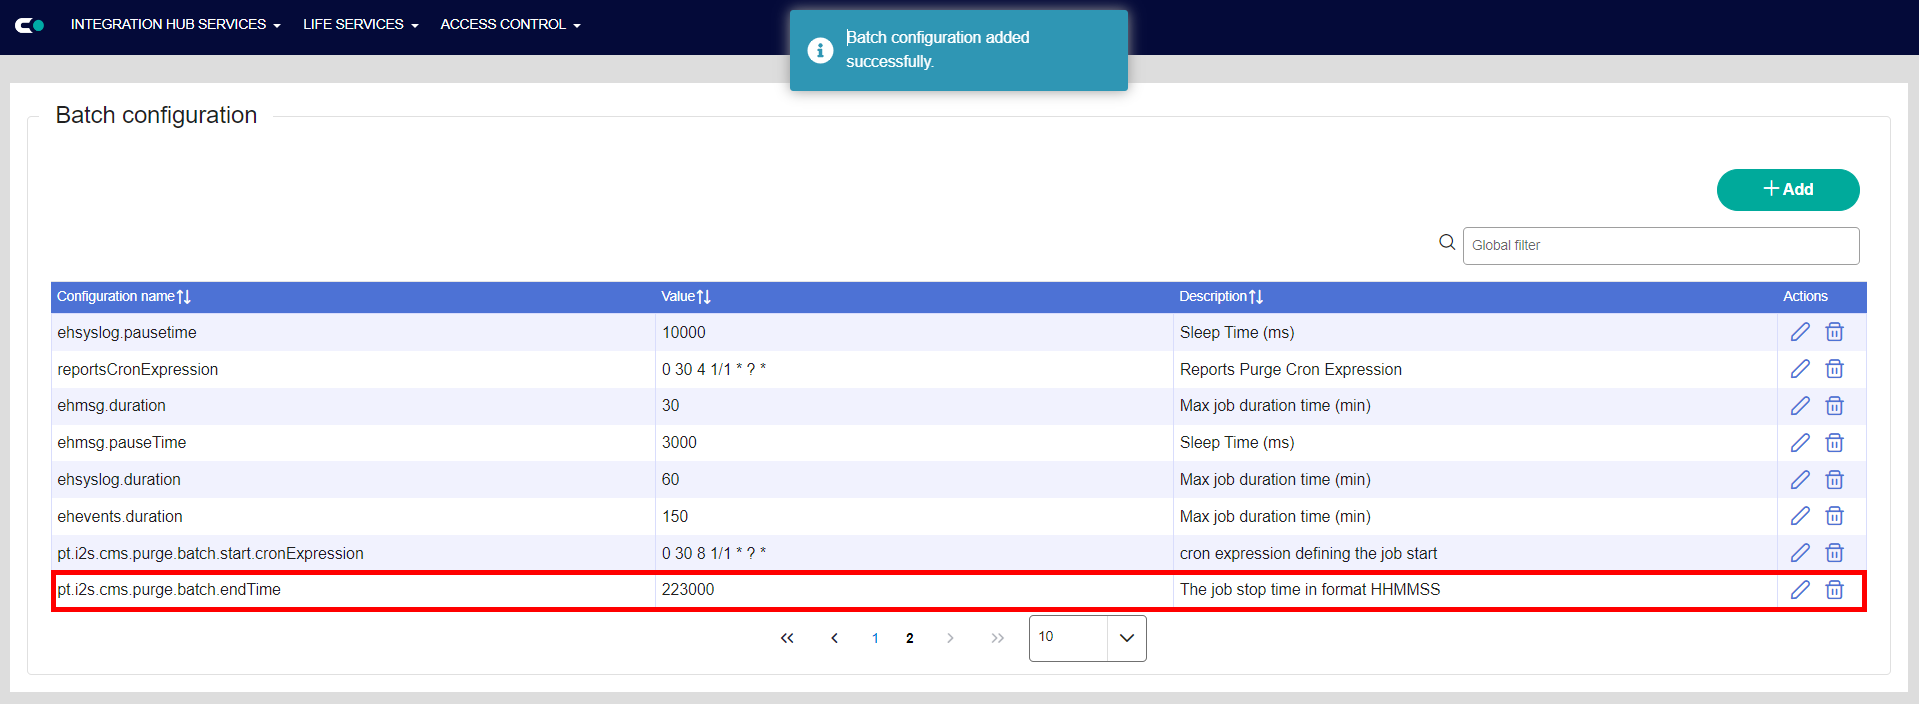 INTEGRATION HUB SERVICES LIFE SERVICES ACCESS CONTROL
Batch configuration added
successfully.
Batch configuration
+ Add
Global filter
Configuration name Value Description Actions
ehsyslog.pausetime 10000 Sleep Time (ms)
reportsCronExpression 0 30 4 1/1 * ? * Reports Purge Cron Expression
ehmsg.duration 30 Max job duration time (min)
ehmsg.pauseTime 3000 Sleep Time (ms)
ehsyslog.duration 60 Max job duration time (min)
ehevents.duration 150 Max job duration time (min)
pt.i2s.cms.purge.batch.start.cronExpression 0 30 8 1/1 * ? * cron expression defining the job start
pt.i2s.cms.purge.batch.endTime 223000 The job stop time in format HHMMSS
« ‹ 1 2 › » 10